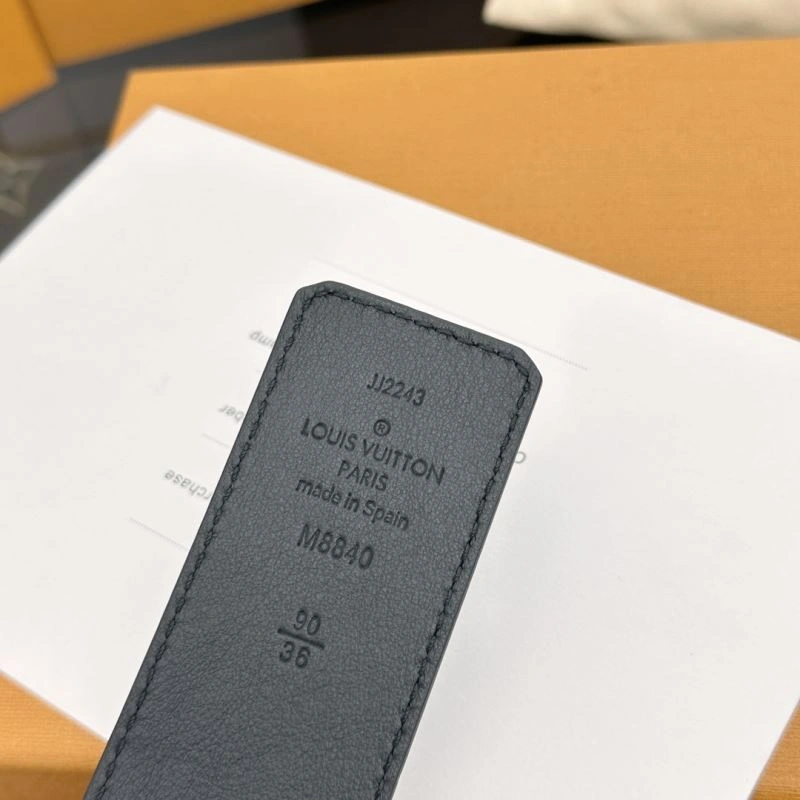 JJ2243
®
LOUIS VUITTON
PARIS
made in Spain
M8840
90
36